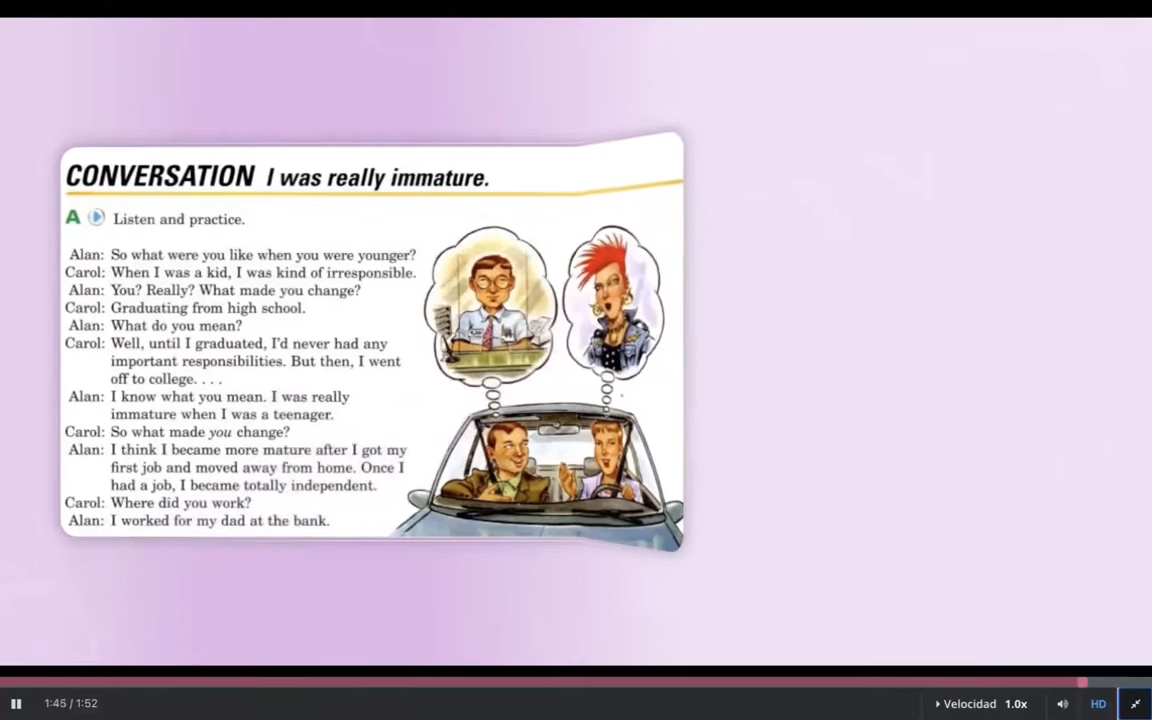 CONVERSATION I was really immature.
A Listen and practice.
Alan: So what were you like when you were younger?
Carol: When I was a kid, I was kind of irresponsible.
Alan: You? Really? What made you change?
Carol: Graduating from high school.
Alan: What do you mean?
Carol: Well, until I graduated, I'd never had any
important responsibilities. But then, I went
off to college. . . .
Alan: I know what you mean. I was really
immature when I was a teenager.
Carol: So what made you change?
Alan: I think I became more mature after I got my
first job and moved away from home. Once I
had a job, I became totally independent.
Carol: Where did you work?
Alan: I worked for my dad at the bank.
1:45 / 1:52
Velocidad 1.0x
HD